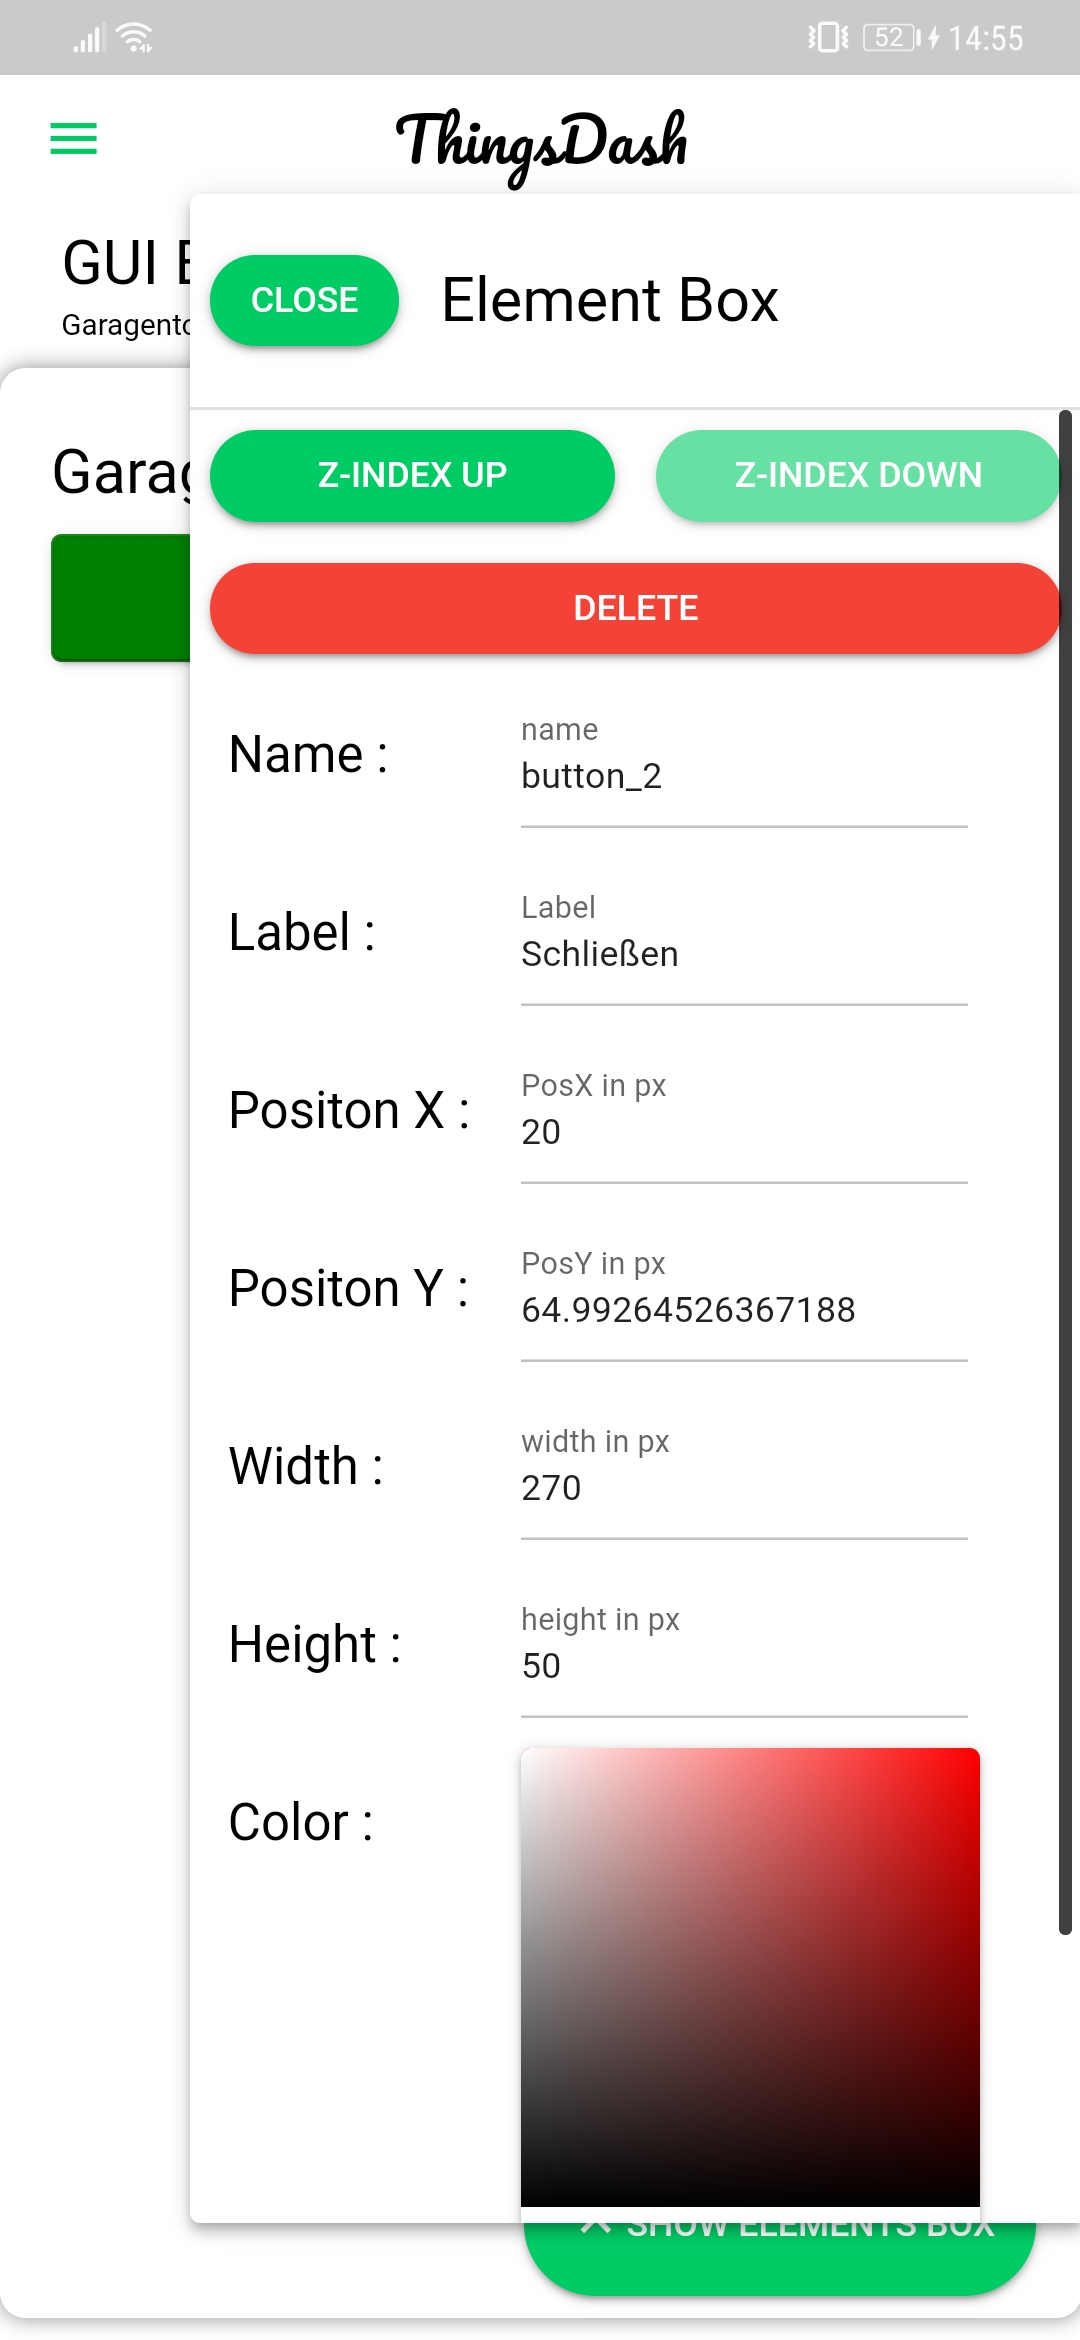 52 14:55
ThingsDash
GUI
Garagento
CLOSE Element Box
Garag
Z-INDEX UP Z-INDEX DOWN
DELETE
Name :
name
button_2
Label :
Label
Schließen
Positon X :
PosX in px
20
Positon Y :
PosY in px
64.99264526367188
Width :
width in px
270
Height :
height in px
50
Color :
SHOW ELEMENTS BOX